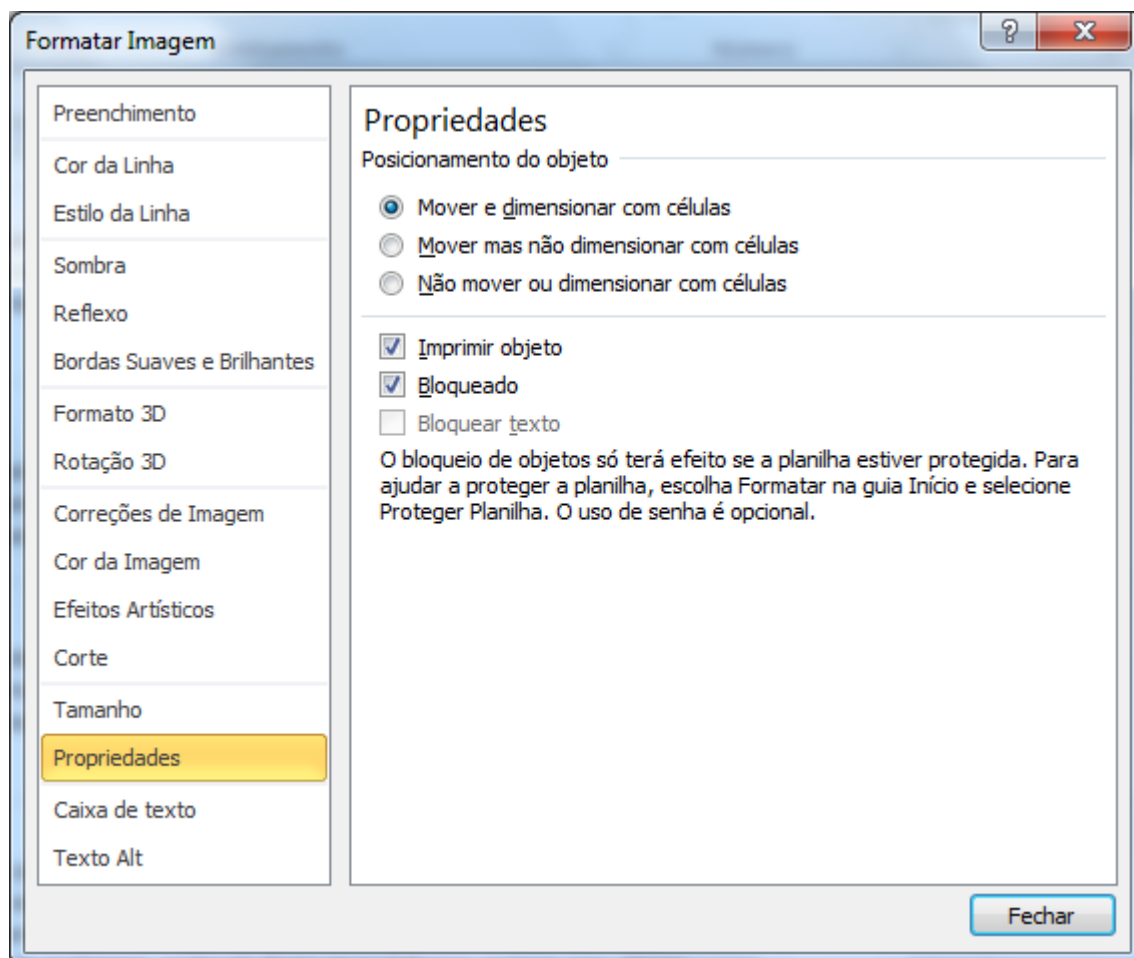 Formatar Imagem
Preenchimento
Cor da Linha
Estilo da Linha
Sombra
Reflexo
Bordas Suaves e Brilhantes
Formato 3D
Rotação 3D
Correções de Imagem
Cor da Imagem
Efeitos Artísticos
Corte
Tamanho
Propriedades
Caixa de texto
Texto Alt
Propriedades
Posicionamento do objeto
Mover e dimensionar com células
Mover mas não dimensionar com células
Não mover ou dimensionar com células
Imprimir objeto
Bloqueado
Bloquear texto
O bloqueio de objetos só terá efeito se a planilha estiver protegida. Para
ajudar a proteger a planilha, escolha Formatar na guia Início e selecione
Proteger Planilha. O uso de senha é opcional.
Fechar